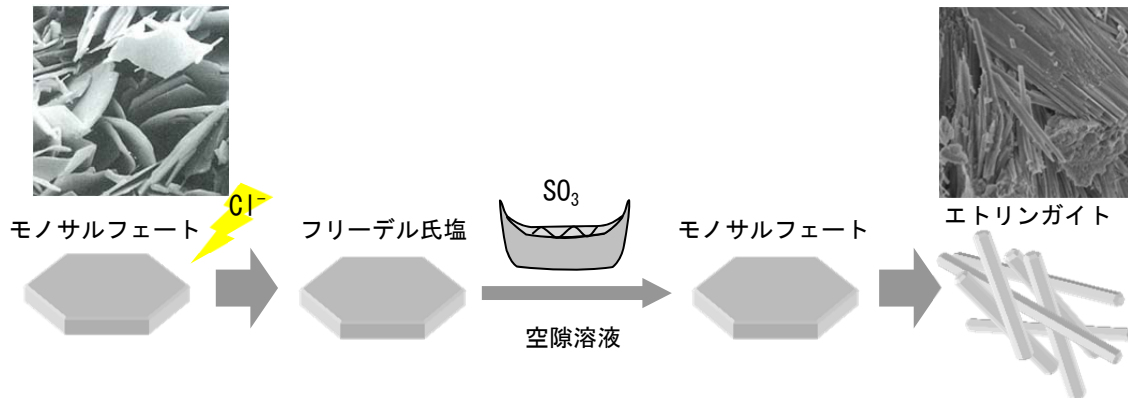 Cl⁻
SO₃
モノサルフェート
フリーデル氏塩
モノサルフェート
エトリンガイト
空隙溶液